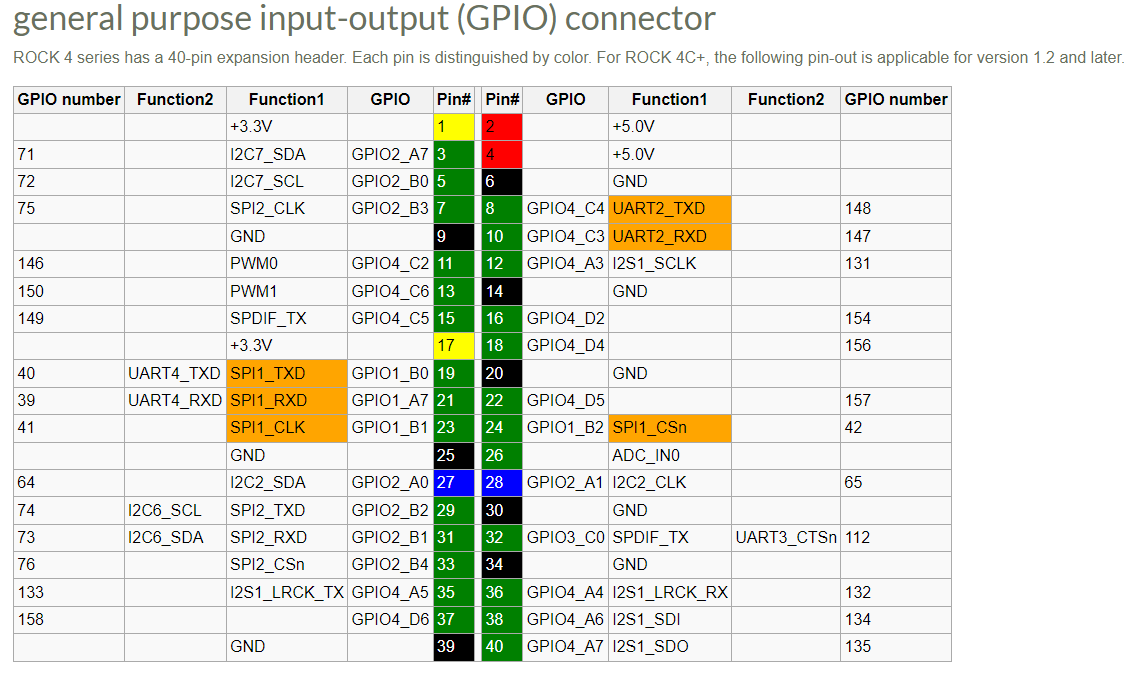 general purpose input-output (GPIO) connector
ROCK 4 series has a 40-pin expansion header. Each pin is distinguished by color. For ROCK 4C+, the following pin-out is applicable for version 1.2 and later.
GPIO number Function2 Function1 GPIO Pin# Pin# GPIO Function1 Function2 GPIO number
+3.3V 1 2 +5.0V
71 I2C7_SDA GPIO2_A7 3 4 +5.0V
72 I2C7_SCL GPIO2_B0 5 6 GND
75 SPI2_CLK GPIO2_B3 7 8 GPIO4_C4 UART2_TXD 148
GND 9 10 GPIO4_C3 UART2_RXD 147
146 PWM0 GPIO4_C2 11 12 GPIO4_A3 I2S1_SCLK 131
150 PWM1 GPIO4_C6 13 14 GND
149 SPDIF_TX GPIO4_C5 15 16 GPIO4_D2 154
+3.3V 17 18 GPIO4_D4 156
40 UART4_TXD SPI1_TXD GPIO1_B0 19 20 GND
39 UART4_RXD SPI1_RXD GPIO1_A7 21 22 GPIO4_D5 157
41 SPI1_CLK GPIO1_B1 23 24 GPIO1_B2 SPI1_CSn 42
GND 25 26 ADC_IN0
64 I2C2_SDA GPIO2_A0 27 28 GPIO2_A1 I2C2_CLK 65
74 I2C6_SCL SPI2_TXD GPIO2_B2 29 30 GND
73 I2C6_SDA SPI2_RXD GPIO2_B1 31 32 GPIO3_C0 SPDIF_TX UART3_CTSn 112
76 SPI2_CSn GPIO2_B4 33 34 GND
133 I2S1_LRCK_TX GPIO4_A5 35 36 GPIO4_A4 I2S1_LRCK_RX 132
158 GPIO4_D6 37 38 GPIO4_A6 I2S1_SDI 134
GND 39 40 GPIO4_A7 I2S1_SDO 135